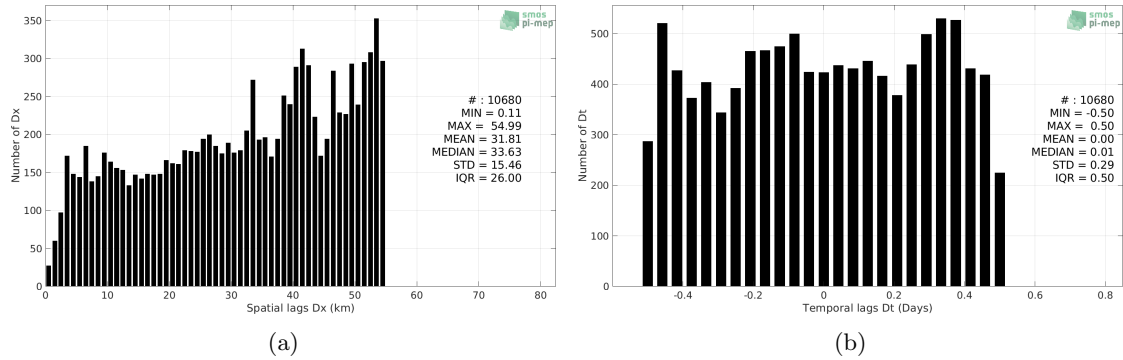 350
300
250
200
150
100
50
0
Number of Dx
0 10 20 30 40 50 60 70 80
Spatial lags Dx (km)
smos
pi-mep
# : 10680
MIN = 0.11
MAX = 54.99
MEAN = 31.81
MEDIAN = 33.63
STD = 15.46
IQR = 26.00
(a)
500
400
300
200
100
0
Number of Dt
-0.4 -0.2 0 0.2 0.4 0.6 0.8
Temporal lags Dt (Days)
smos
pi-mep
# : 10680
MIN = -0.50
MAX = 0.50
MEAN = 0.00
MEDIAN = 0.01
STD = 0.29
IQR = 0.50
(b)